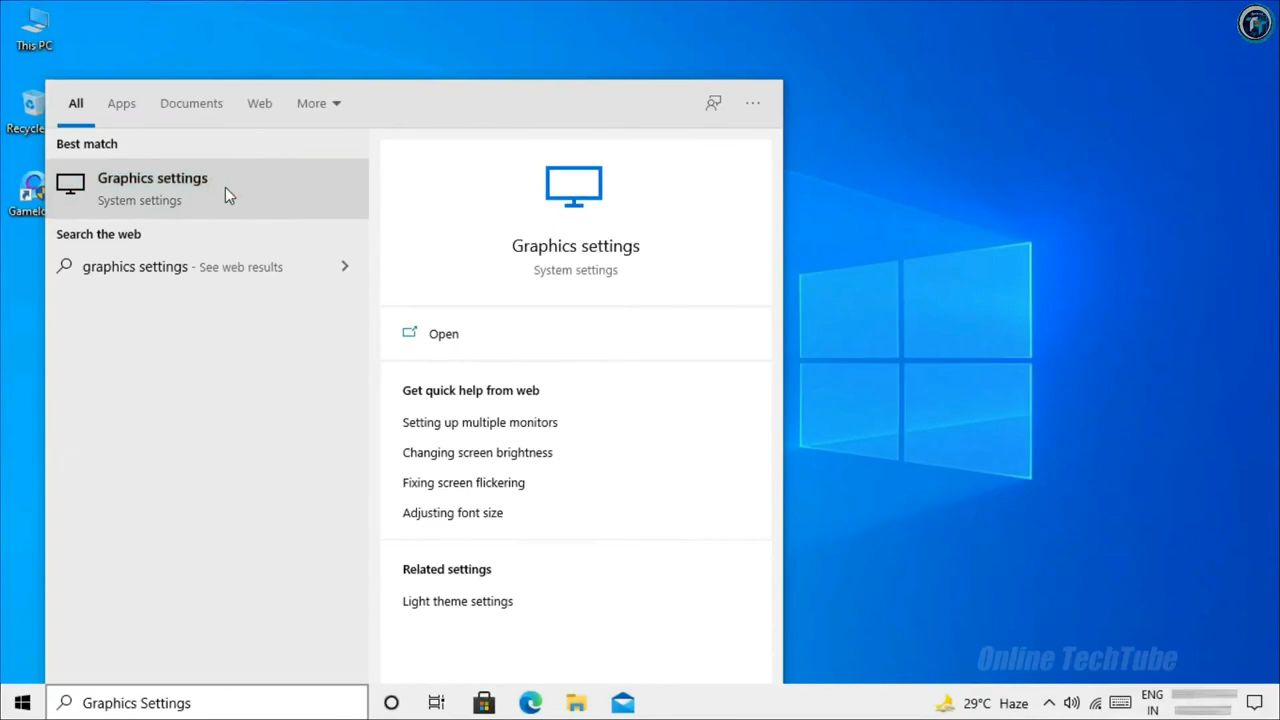 This PC
All
Apps
Documents
Web
More
Recycle
Best match
Graphics settings
System settings
Gamelo
Search the web
graphics settings - See web results
Graphics settings
System settings
Open
Get quick help from web
Setting up multiple monitors
Changing screen brightness
Fixing screen flickering
Adjusting font size
Related settings
Light theme settings
Online TechTube
Graphics Settings
29°C Haze
ENG
IN